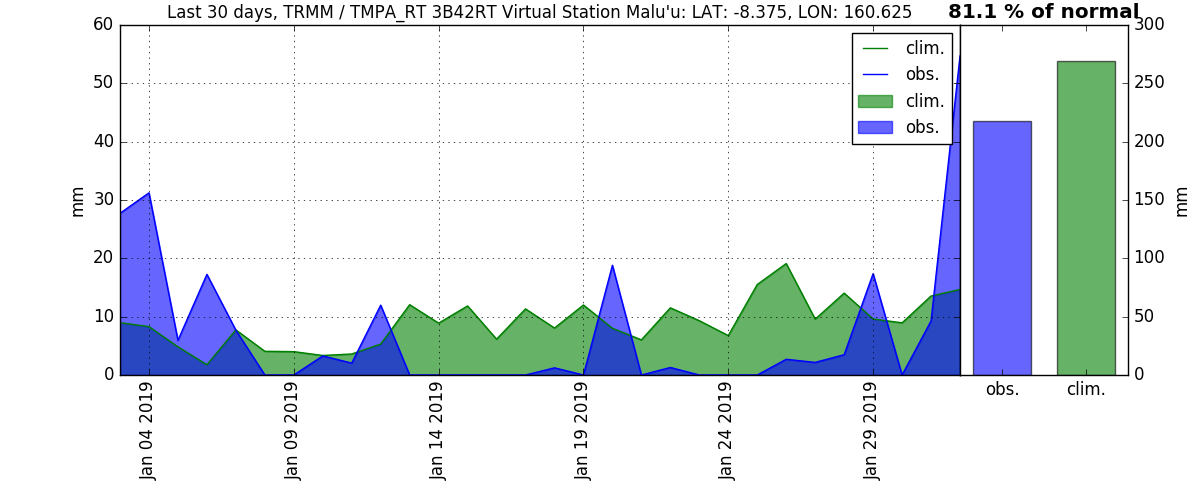 Last 30 days, TRMM / TMPA_RT 3B42RT Virtual Station Malu'u: LAT: -8.375, LON: 160.625
81.1 % of normal
clim.
obs.
clim.
obs.
60
50
40
30
20
10
0
mm
Jan 04 2019
Jan 09 2019
Jan 14 2019
Jan 19 2019
Jan 24 2019
Jan 29 2019
300
250
200
150
100
50
0
mm
obs.
clim.